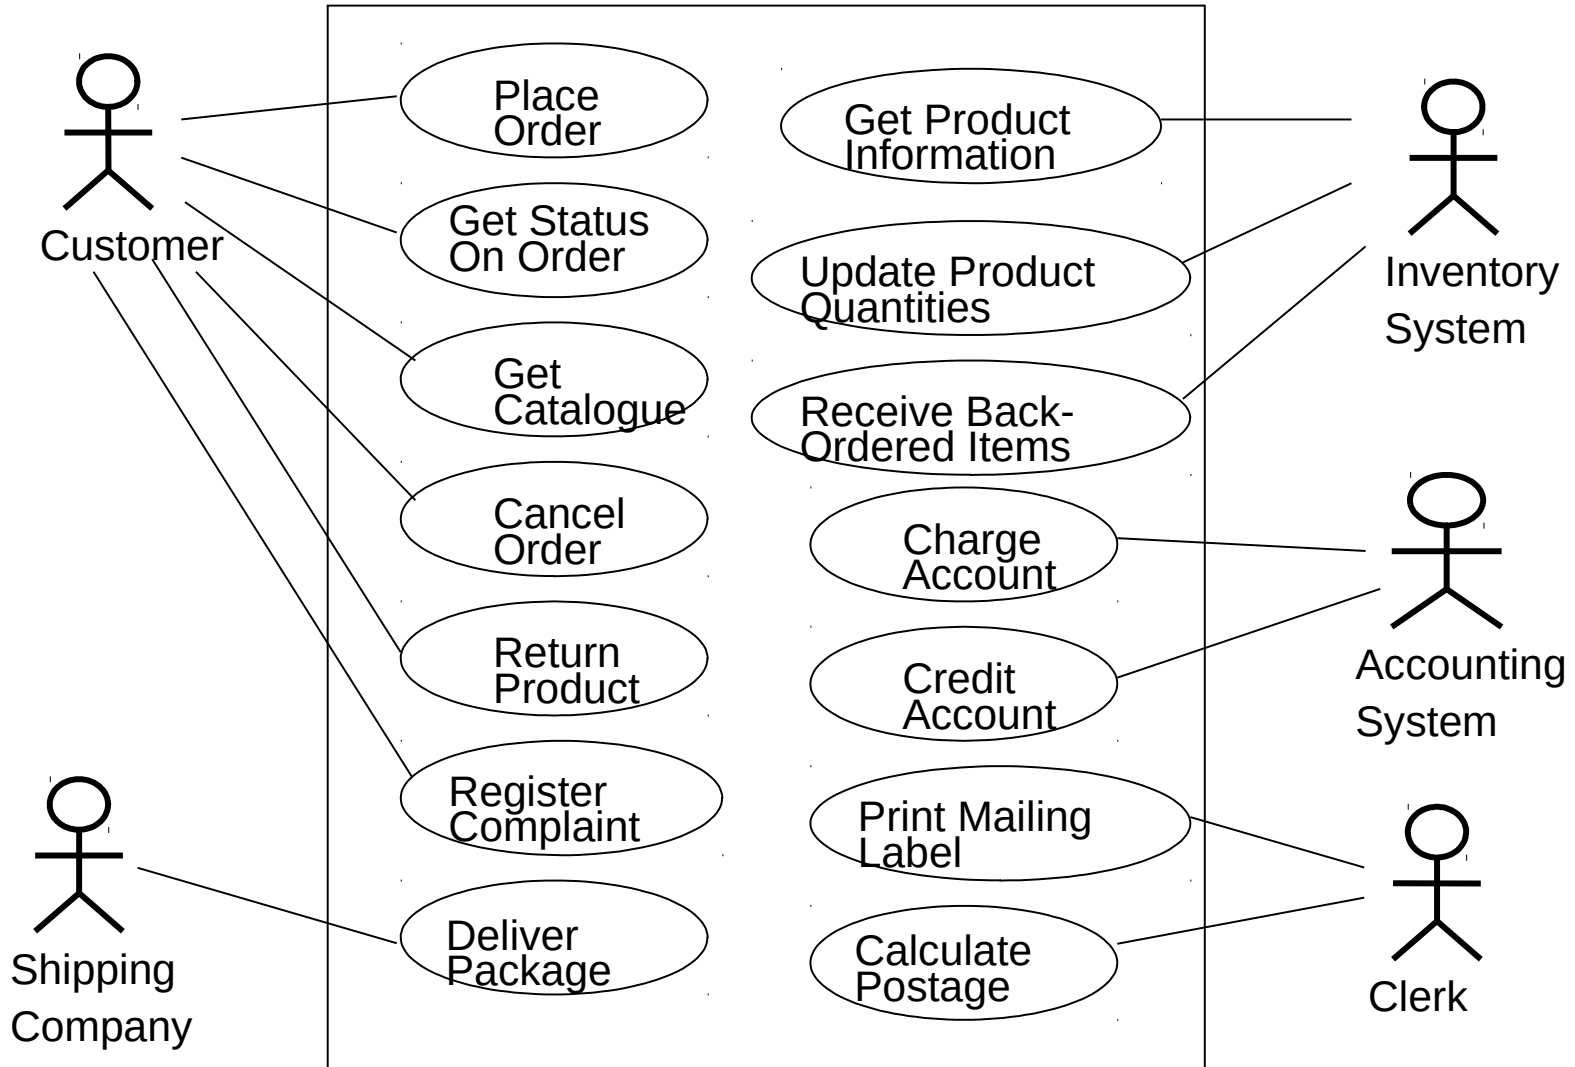 Customer
Place
Order
Get Status
On Order
Get
Catalogue
Cancel
Order
Return
Product
Register
Complaint
Deliver
Package
Shipping
Company
Get Product
Information
Update Product
Quantities
Receive Back-
Ordered Items
Charge
Account
Credit
Account
Print Mailing
Label
Calculate
Postage
Inventory
System
Accounting
System
Clerk